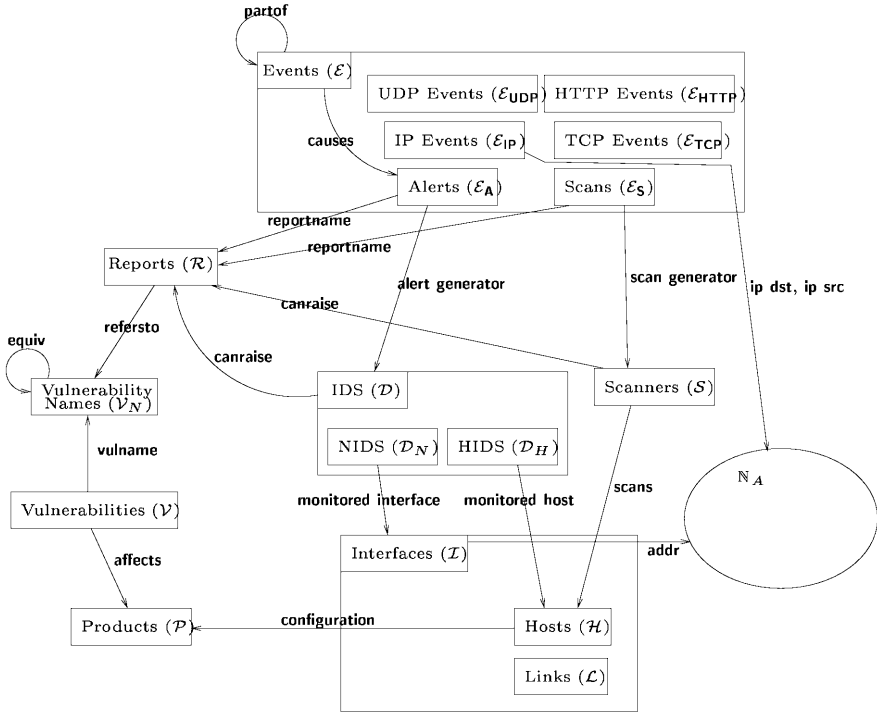 partof
Events (ℰ)
UDP Events (ℰUDP)
HTTP Events (ℰHTTP)
causes
IP Events (ℰIP)
TCP Events (ℰTCP)
Alerts (ℰA)
Scans (ℰS)
reportname
reportname
Reports (ℛ)
alert generator
scan generator
ip dst, ip src
canraise
refersto
equiv
canraise
Vulnerability
Names (𝒱N)
IDS (𝒟)
Scanners (𝒮)
vulname
NIDS (𝒟N)
HIDS (𝒟H)
ℕA
monitored interface
monitored host
scans
Vulnerabilities (𝒱)
affects
Interfaces (ℐ)
addr
Products (𝒫)
configuration
Hosts (ℋ)
Links (ℒ)